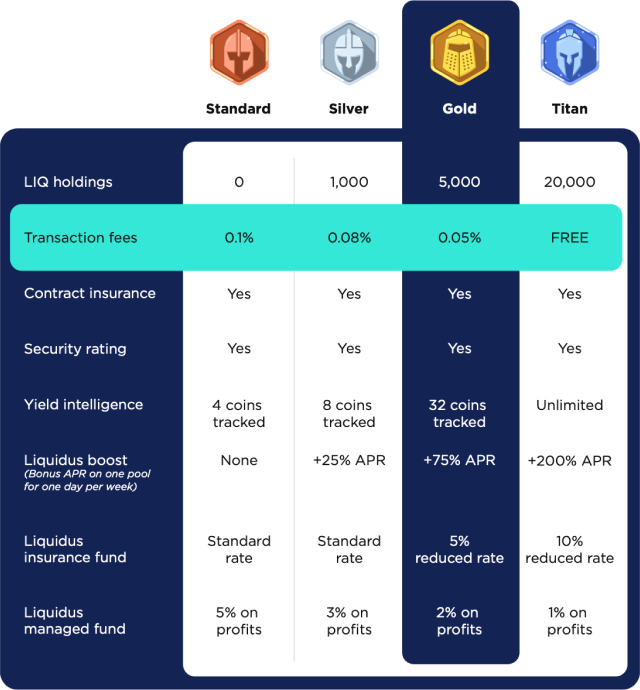 Standard Silver Gold Titan
LIQ holdings 0 1,000 5,000 20,000
Transaction fees 0.1% 0.08% 0.05% FREE
Contract insurance Yes Yes Yes Yes
Security rating Yes Yes Yes Yes
Yield intelligence 4 coins 8 coins 32 coins Unlimited
tracked tracked tracked
Liquidus boost None +25% APR +75% APR +200% APR
(Bonus APR on one pool
for one day per week)
Liquidus Standard Standard 5% 10%
insurance fund rate rate reduced rate reduced rate
Liquidus 5% on 3% on 2% on 1% on
managed fund profits profits profits profits